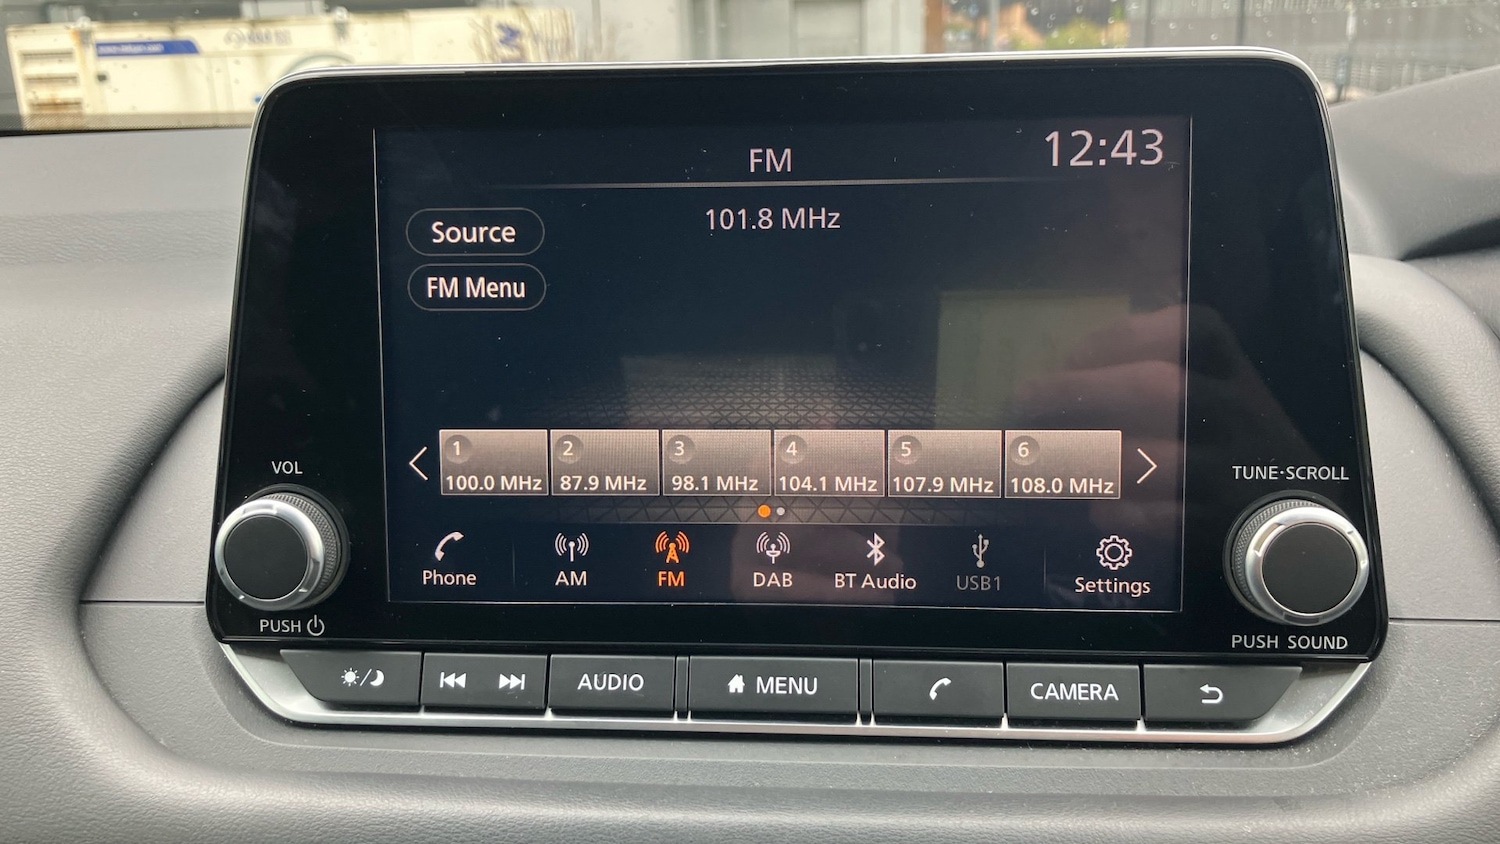 FM
12:43
101.8 MHz
Source
FM Menu
1
100.0 MHz
2
87.9 MHz
3
98.1 MHz
4
104.1 MHz
5
107.9 MHz
6
108.0 MHz
Phone
AM
FM
DAB
BT Audio
USB1
Settings
VOL
PUSH
TUNE·SCROLL
PUSH SOUND
AUDIO
MENU
CAMERA